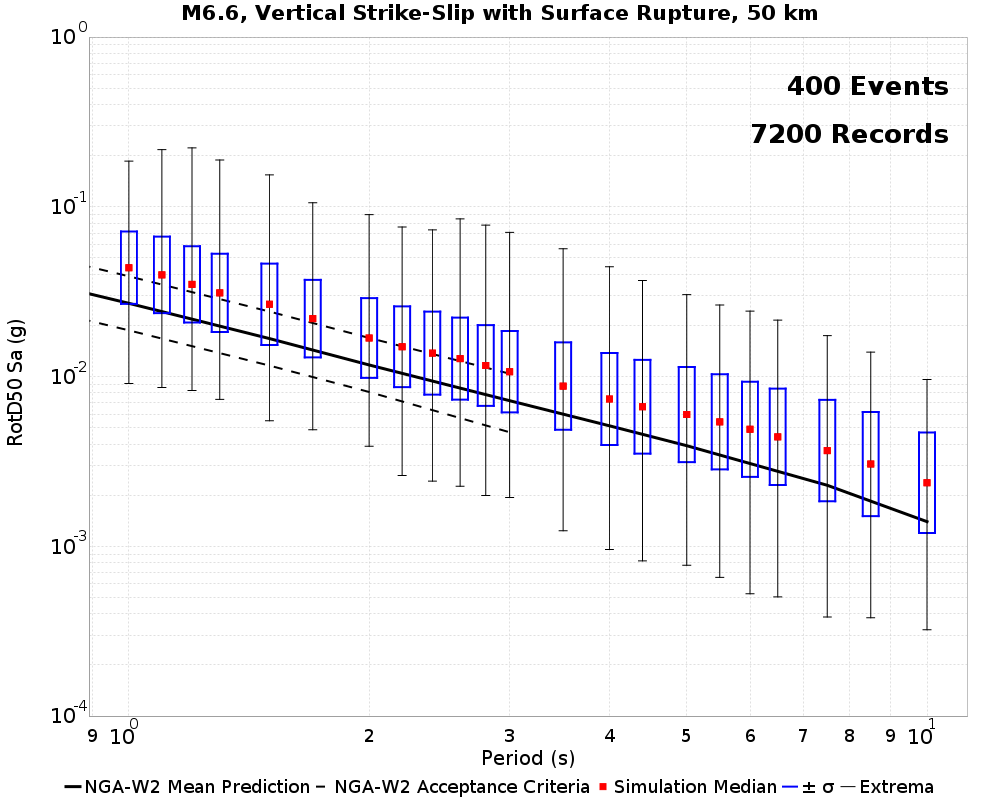 M6.6, Vertical Strike-Slip with Surface Rupture, 50 km
400 Events
7200 Records
RotD50 Sa (g)
10^0
10^-1
10^-2
10^-3
10^-4
9 10^0 2 3 4 5 6 7 8 9 10^1
Period (s)
NGA-W2 Mean Prediction NGA-W2 Acceptance Criteria Simulation Median ± σ Extrema